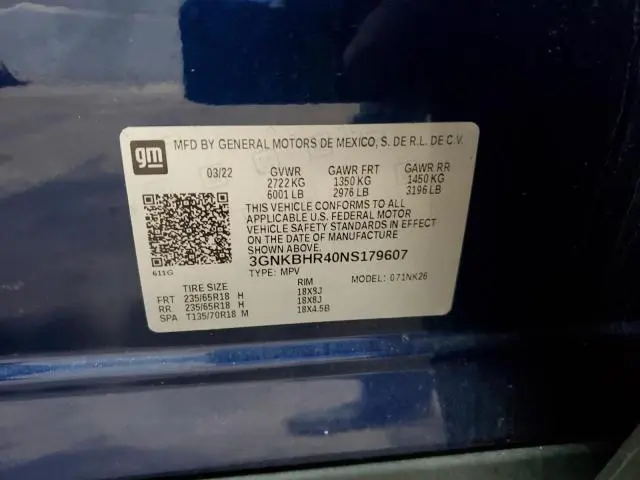 gm
MFD BY GENERAL MOTORS DE MEXICO, S. DE R.L. DE C.V.
03/22 GVWR GAWR FRT GAWR RR
2722 KG 1350 KG 1450 KG
6001 LB 2976 LB 3196 LB
THIS VEHICLE CONFORMS TO ALL
APPLICABLE U.S. FEDERAL MOTOR
VEHICLE SAFETY STANDARDS IN EFFECT
ON THE DATE OF MANUFACTURE
SHOWN ABOVE.
3GNKBHR40NS179607
611G
TYPE: MPV MODEL: 071NK26
TIRE SIZE RIM
FRT 235/65R18 H 18X8J
RR 235/65R18 H 18X8J
SPA T135/70R18 M 18X4.5B